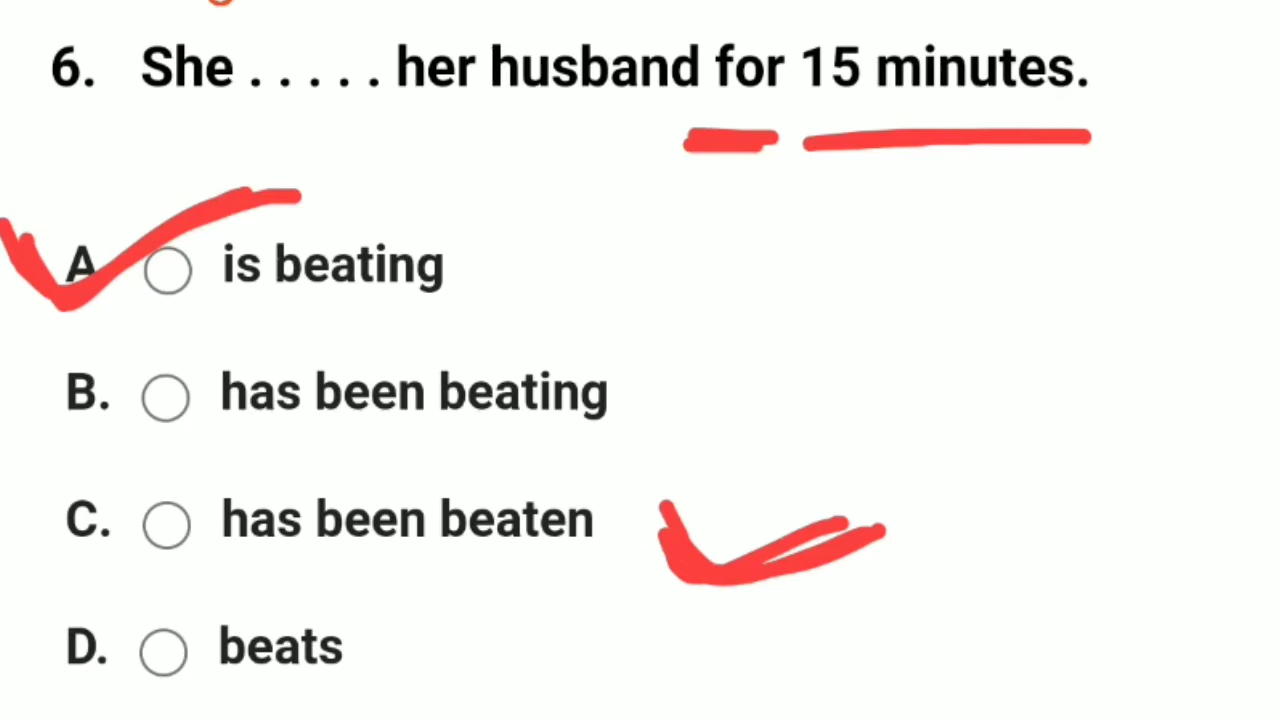 6. She ..... her husband for 15 minutes.
A is beating
B. has been beating
C. has been beaten
D. beats